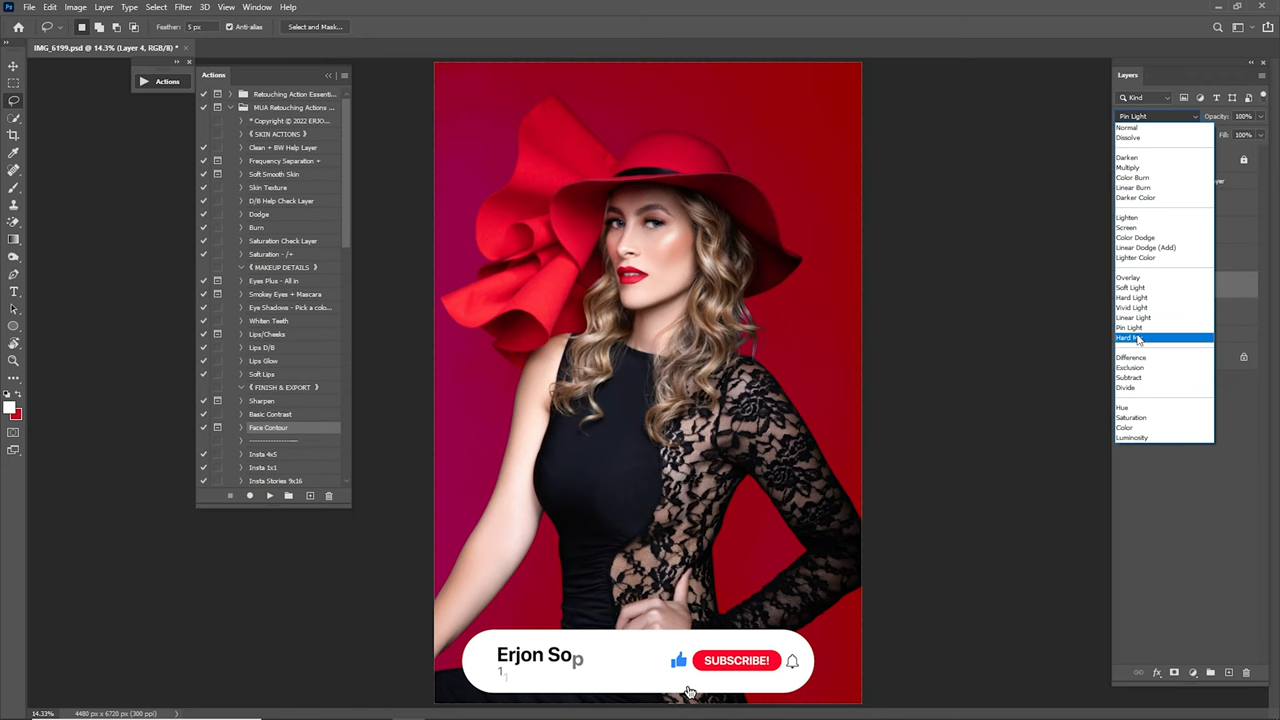 Ps File Edit Image Layer Type Select Filter 3D View Window Help
Feather: 5 px Anti-alias Select and Mask...
IMG_6199.psd @ 14.3% (Layer 4, RGB/8) *
Actions
Actions
Retouching Action Essenti...
MUA Retouching Actions ...
* Copyright © 2022 ERJO...
《 SKIN ACTIONS 》
Clean + BW Help Layer
Frequency Separation +
Soft Smooth Skin
Skin Texture
D/B Help Check Layer
Dodge
Burn
Saturation Check Layer
Saturation - /+
《 MAKEUP DETAILS 》
Eyes Plus - All in
Smokey Eyes + Mascara
Eye Shadows - Pick a colo...
Whiten Teeth
Lips/Cheeks
Lips D/B
Lips Glow
Soft Lips
《 FINISH & EXPORT 》
Sharpen
Basic Contrast
Face Contour
------------------
Insta 4x5
Insta 1x1
Insta Stories 9x16
Layers
Kind
Pin Light Opacity: 100%
Fill: 100%
Normal
Dissolve
Darken
Multiply
Color Burn
Linear Burn
Darker Color
Lighten
Screen
Color Dodge
Linear Dodge (Add)
Lighter Color
Overlay
Soft Light
Hard Light
Vivid Light
Linear Light
Pin Light
Hard
Difference
Exclusion
Subtract
Divide
Hue
Saturation
Color
Luminosity
Erjon Sop
11
SUBSCRIBE!
14.33% 4480 px x 6720 px (300 ppi)